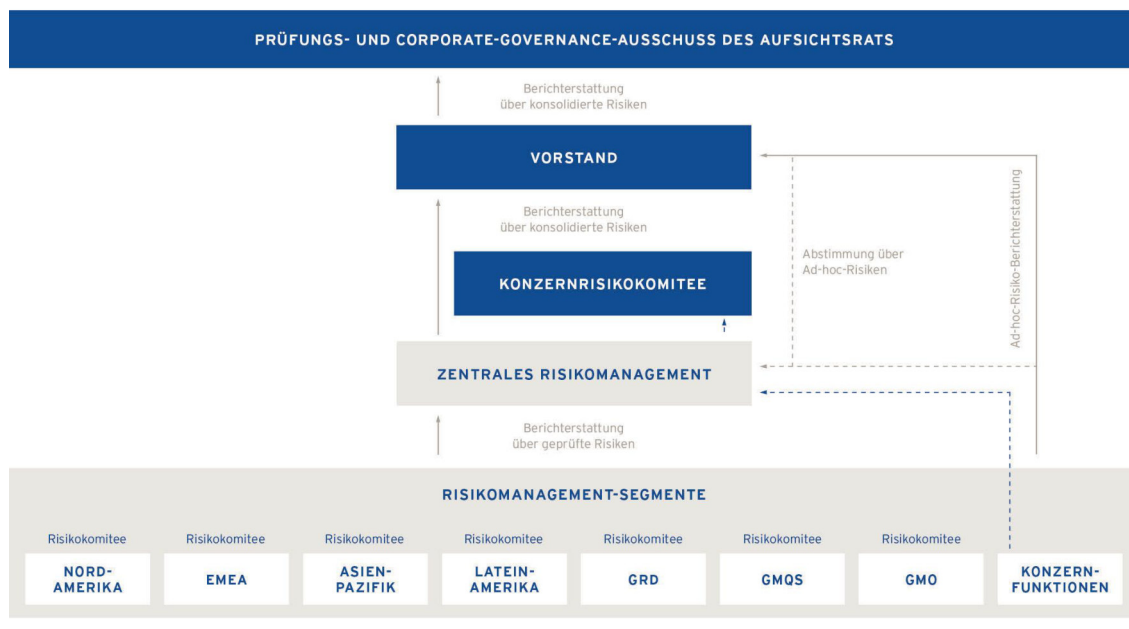 PRÜFUNGS- UND CORPORATE-GOVERNANCE-AUSSCHUSS DES AUFSICHTSRATS
Berichterstattung
über konsolidierte Risiken
VORSTAND
Berichterstattung
über konsolidierte Risiken
Abstimmung über
Ad-hoc-Risiken
Ad-hoc-Risiko-Berichterstattung
KONZERNRISIKOKOMITEE
ZENTRALES RISIKOMANAGEMENT
Berichterstattung
über geprüfte Risiken
RISIKOMANAGEMENT-SEGMENTE
Risikokomitee
NORD-
AMERIKA
Risikokomitee
EMEA
Risikokomitee
ASIEN-
PAZIFIK
Risikokomitee
LATEIN-
AMERIKA
Risikokomitee
GRD
Risikokomitee
GMQS
Risikokomitee
GMO
KONZERN-
FUNKTIONEN